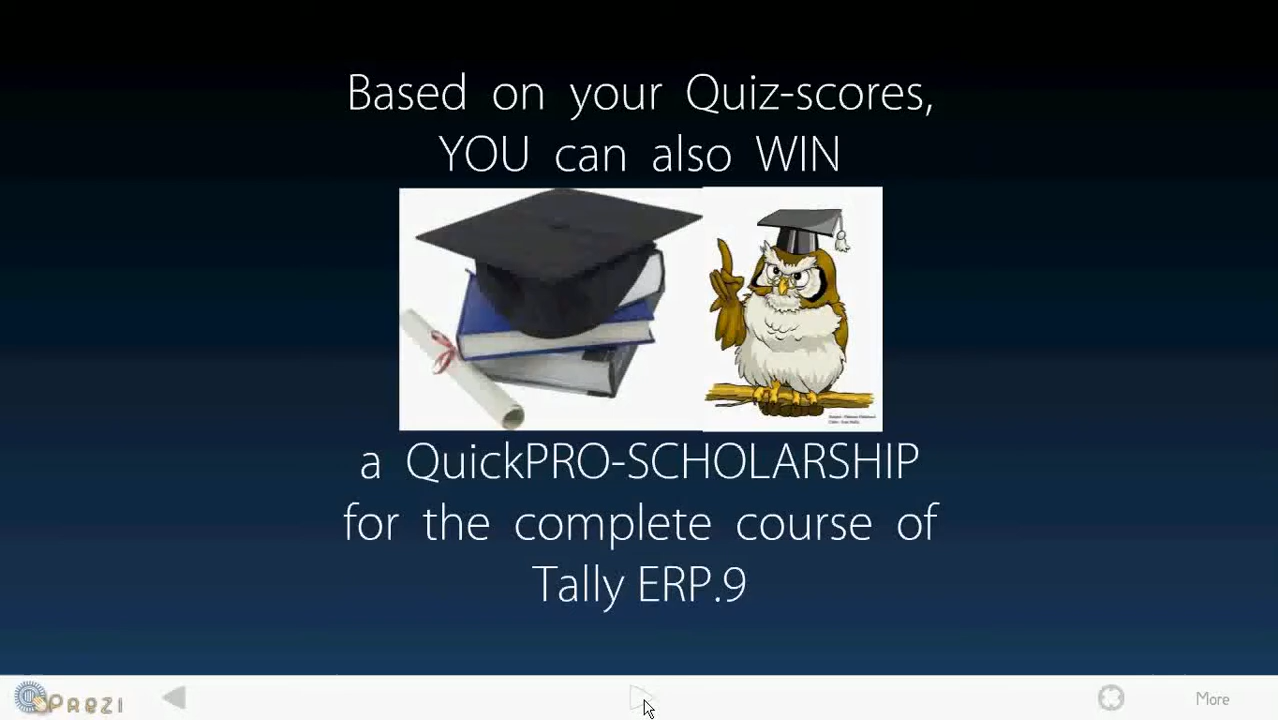 Based on your Quiz-scores,
YOU can also WIN
a QuickPRO-SCHOLARSHIP
for the complete course of
Tally ERP.9
PREZI
More